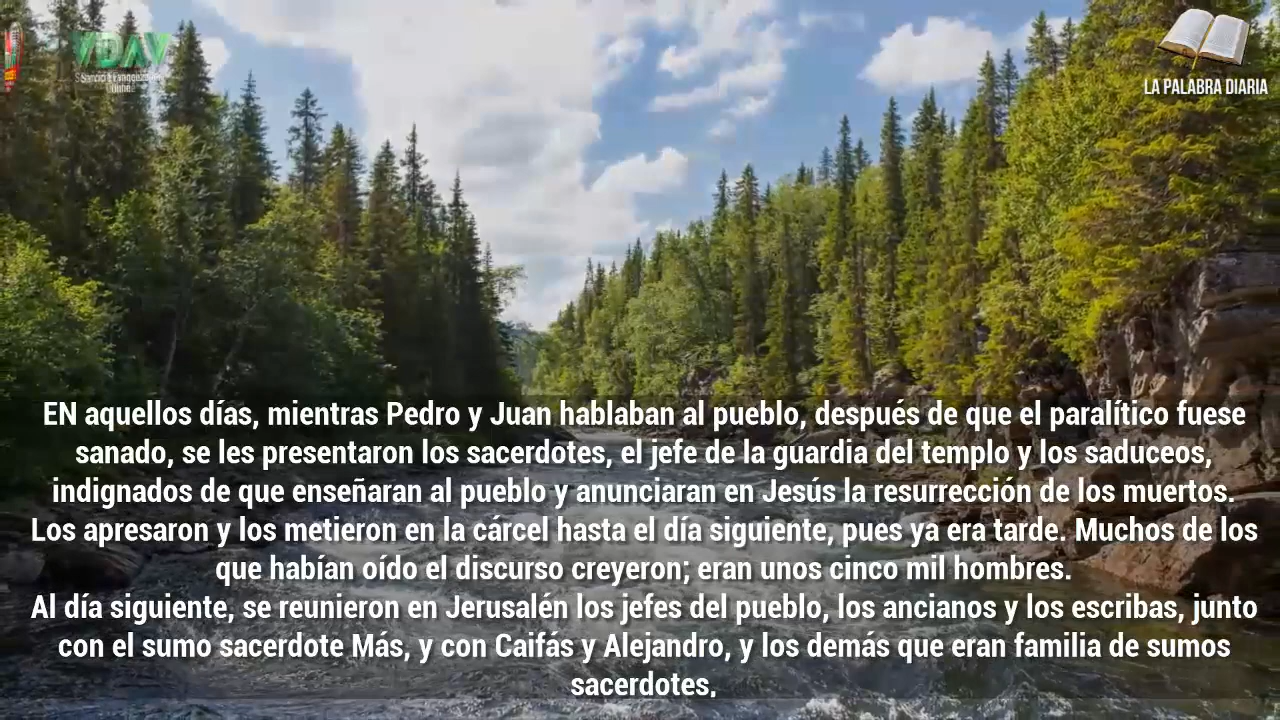 VDAV
LA PALABRA DIARIA
EN aquellos días, mientras Pedro y Juan hablaban al pueblo, después de que el paralítico fuese
sanado, se les presentaron los sacerdotes, el jefe de la guardia del templo y los saduceos,
indignados de que enseñaran al pueblo y anunciaran en Jesús la resurrección de los muertos.
Los apresaron y los metieron en la cárcel hasta el día siguiente, pues ya era tarde. Muchos de los
que habían oído el discurso creyeron; eran unos cinco mil hombres.
Al día siguiente, se reunieron en Jerusalén los jefes del pueblo, los ancianos y los escribas, junto
con el sumo sacerdote Más, y con Caifás y Alejandro, y los demás que eran familia de sumos
sacerdotes.